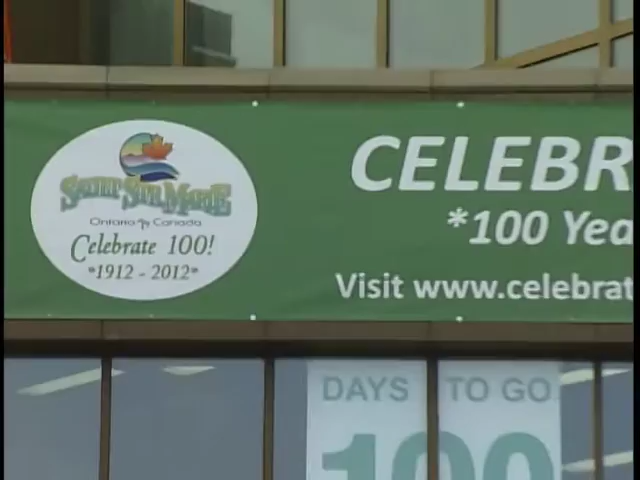 SAULT STE. MARIE
Ontario Canada
Celebrate 100!
*1912 - 2012*
CELEBR
*100 Yea
Visit www.celebrat
DAYS TO GO
100